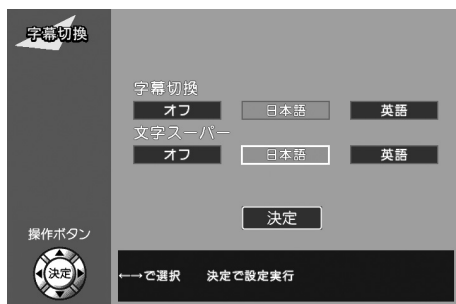 字幕切換
字幕切換
オフ 日本語 英語
文字スーパー
オフ 日本語 英語
決定
操作ボタン
決定
←→で選択 決定で設定実行